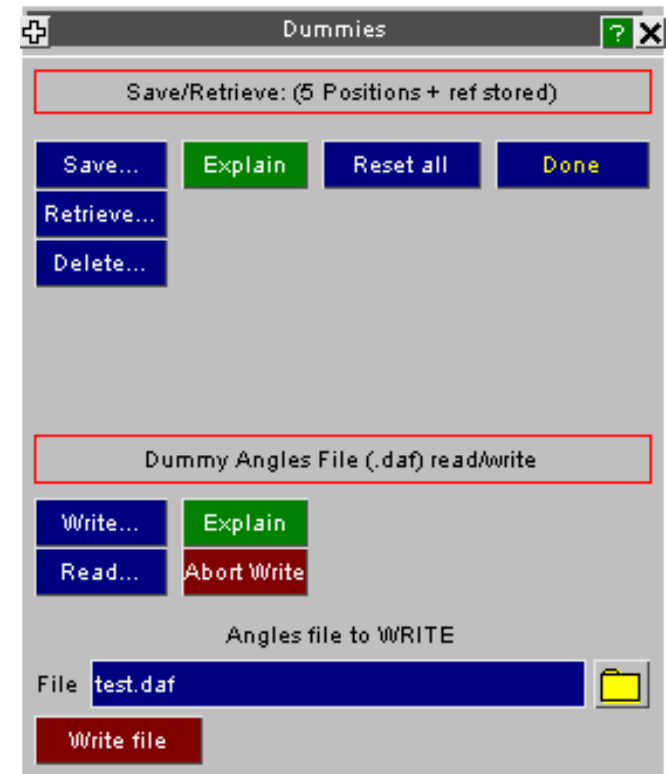 Dummies ?
Save/Retrieve: (5 Positions + ref stored)
Save... Explain Reset all Done
Retrieve...
Delete...
Dummy Angles File (.daf) read/write
Write... Explain
Read... Abort Write
Angles file to WRITE
File test.daf
Write file